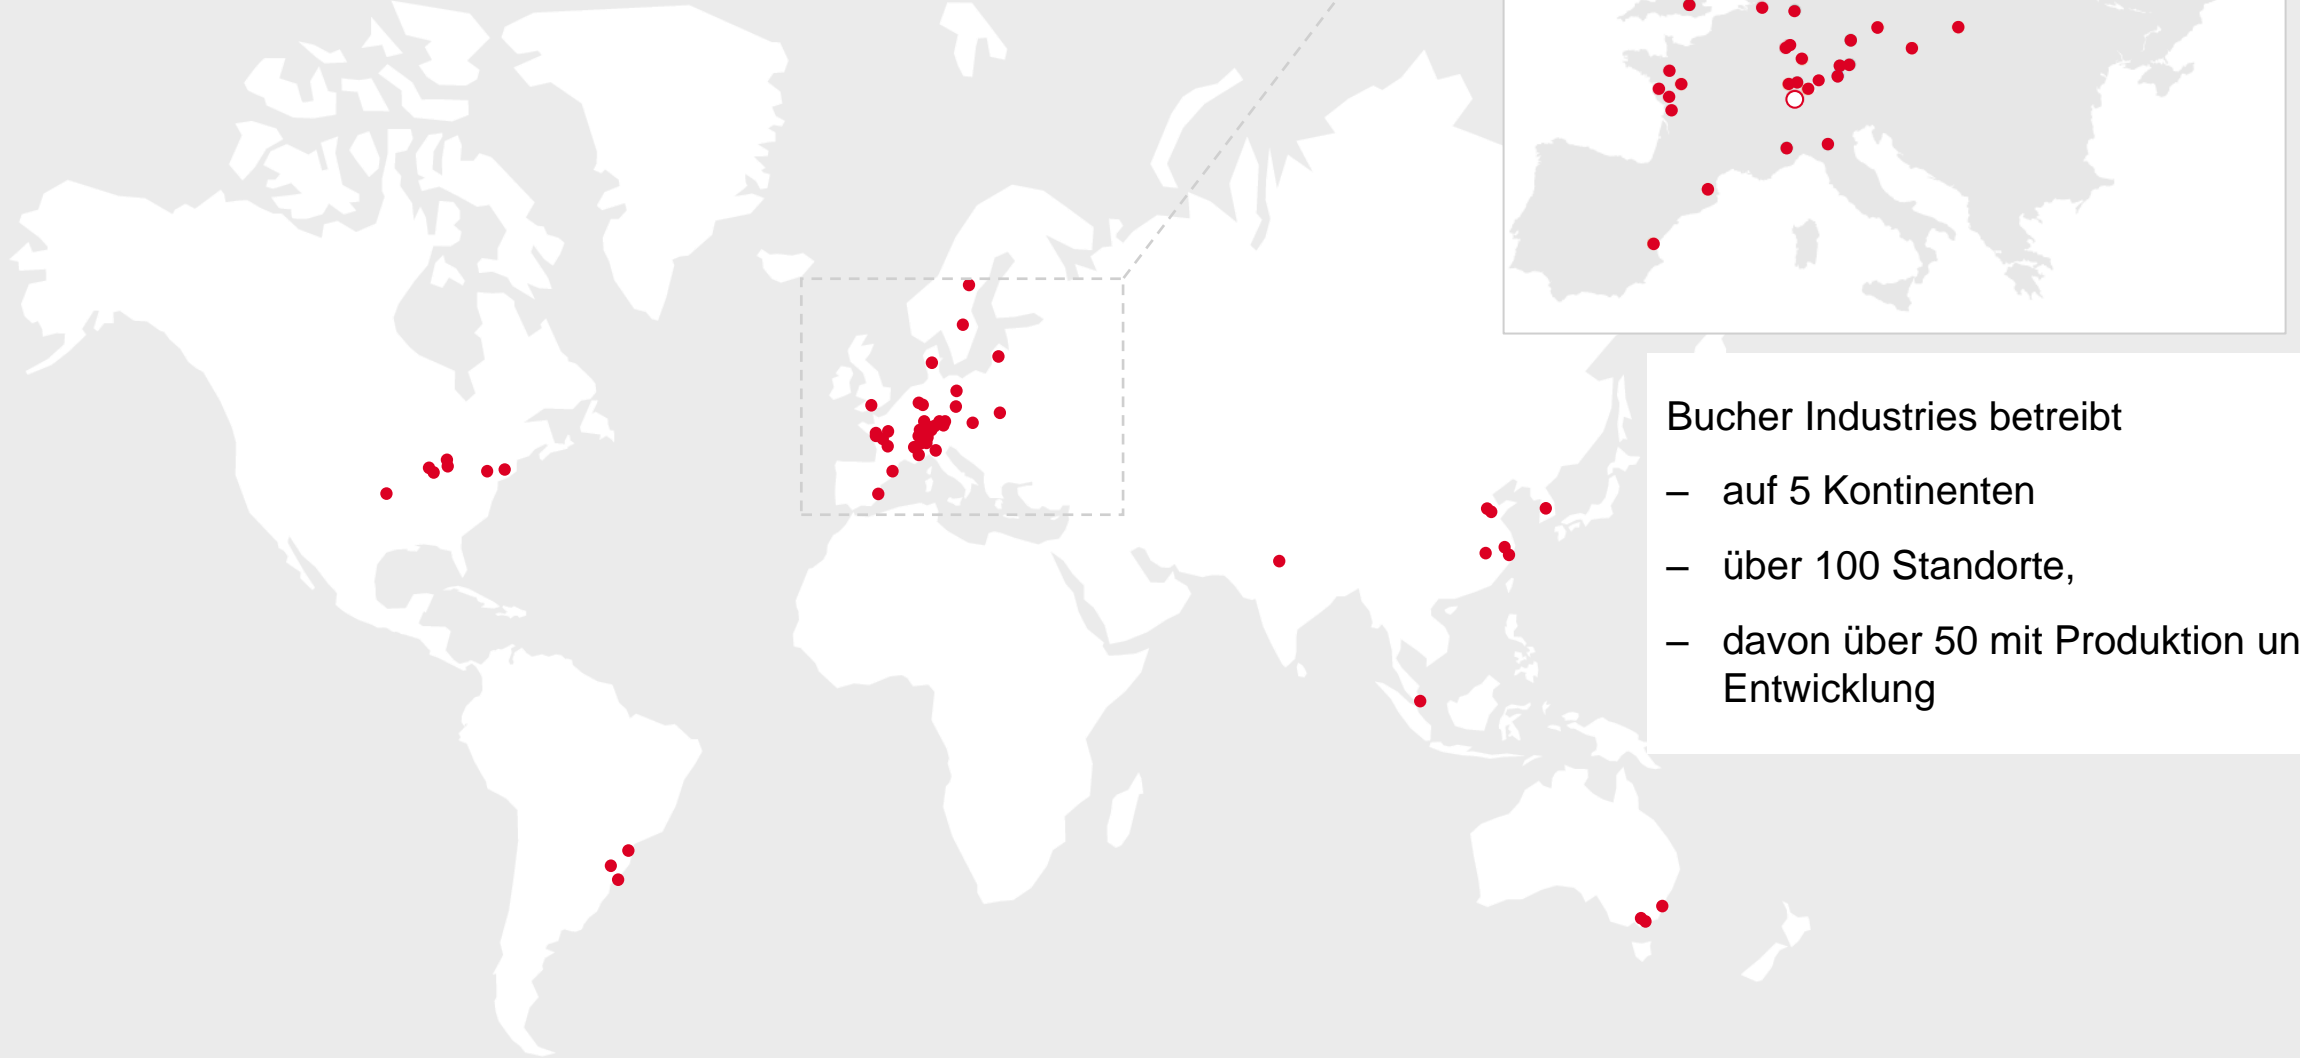 Bucher Industries betreibt
– auf 5 Kontinenten
– über 100 Standorte,
– davon über 50 mit Produktion un
Entwicklung